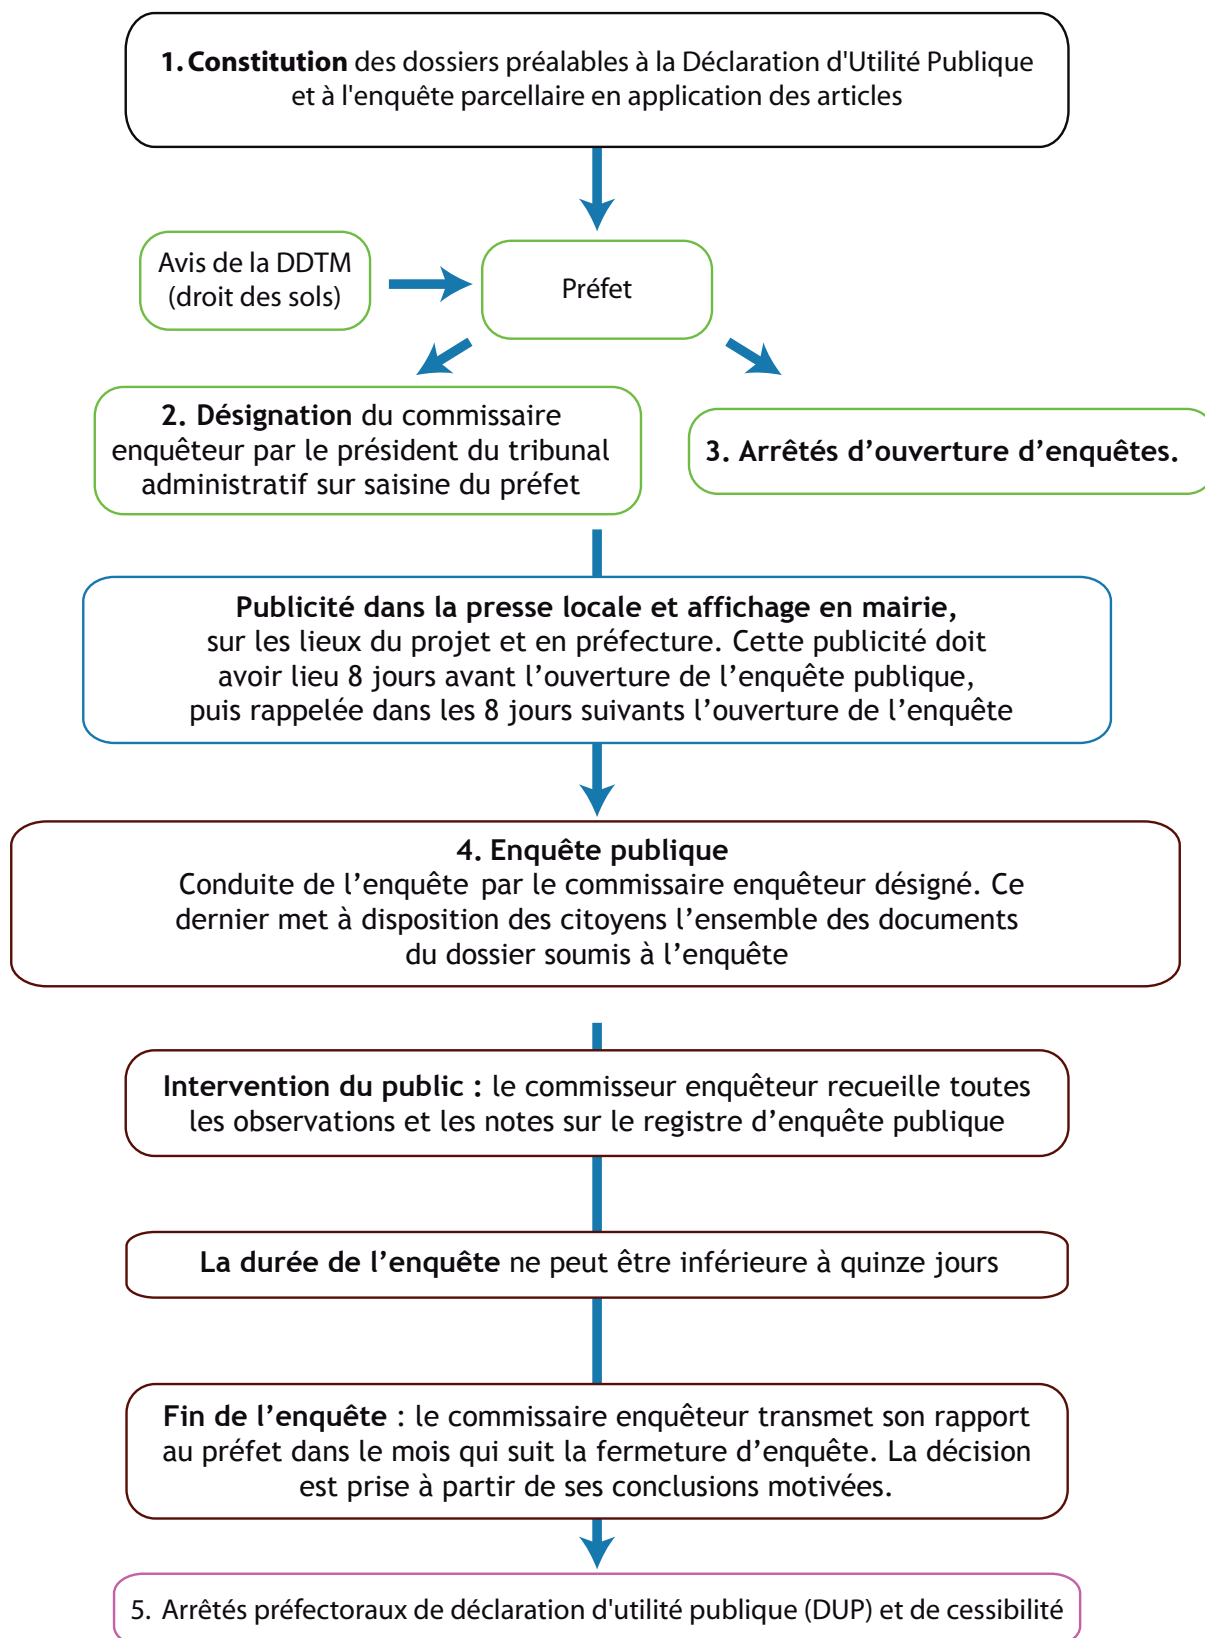 1. Constitution des dossiers préalables à la Déclaration d'Utilité Publique
et à l'enquête parcellaire en application des articles
Avis de la DDTM
(droit des sols)
Préfet
2. Désignation du commissaire
enquêteur par le président du tribunal
administratif sur saisine du préfet
3. Arrêtés d’ouverture d’enquêtes.
Publicité dans la presse locale et affichage en mairie,
sur les lieux du projet et en préfecture. Cette publicité doit
avoir lieu 8 jours avant l’ouverture de l’enquête publique,
puis rappelée dans les 8 jours suivants l’ouverture de l’enquête
4. Enquête publique
Conduite de l’enquête par le commissaire enquêteur désigné. Ce
dernier met à disposition des citoyens l’ensemble des documents
du dossier soumis à l’enquête
Intervention du public : le commisseur enquêteur recueille toutes
les observations et les notes sur le registre d’enquête publique
La durée de l’enquête ne peut être inférieure à quinze jours
Fin de l’enquête : le commissaire enquêteur transmet son rapport
au préfet dans le mois qui suit la fermeture d’enquête. La décision
est prise à partir de ses conclusions motivées.
5. Arrêtés préfectoraux de déclaration d'utilité publique (DUP) et de cessibilité